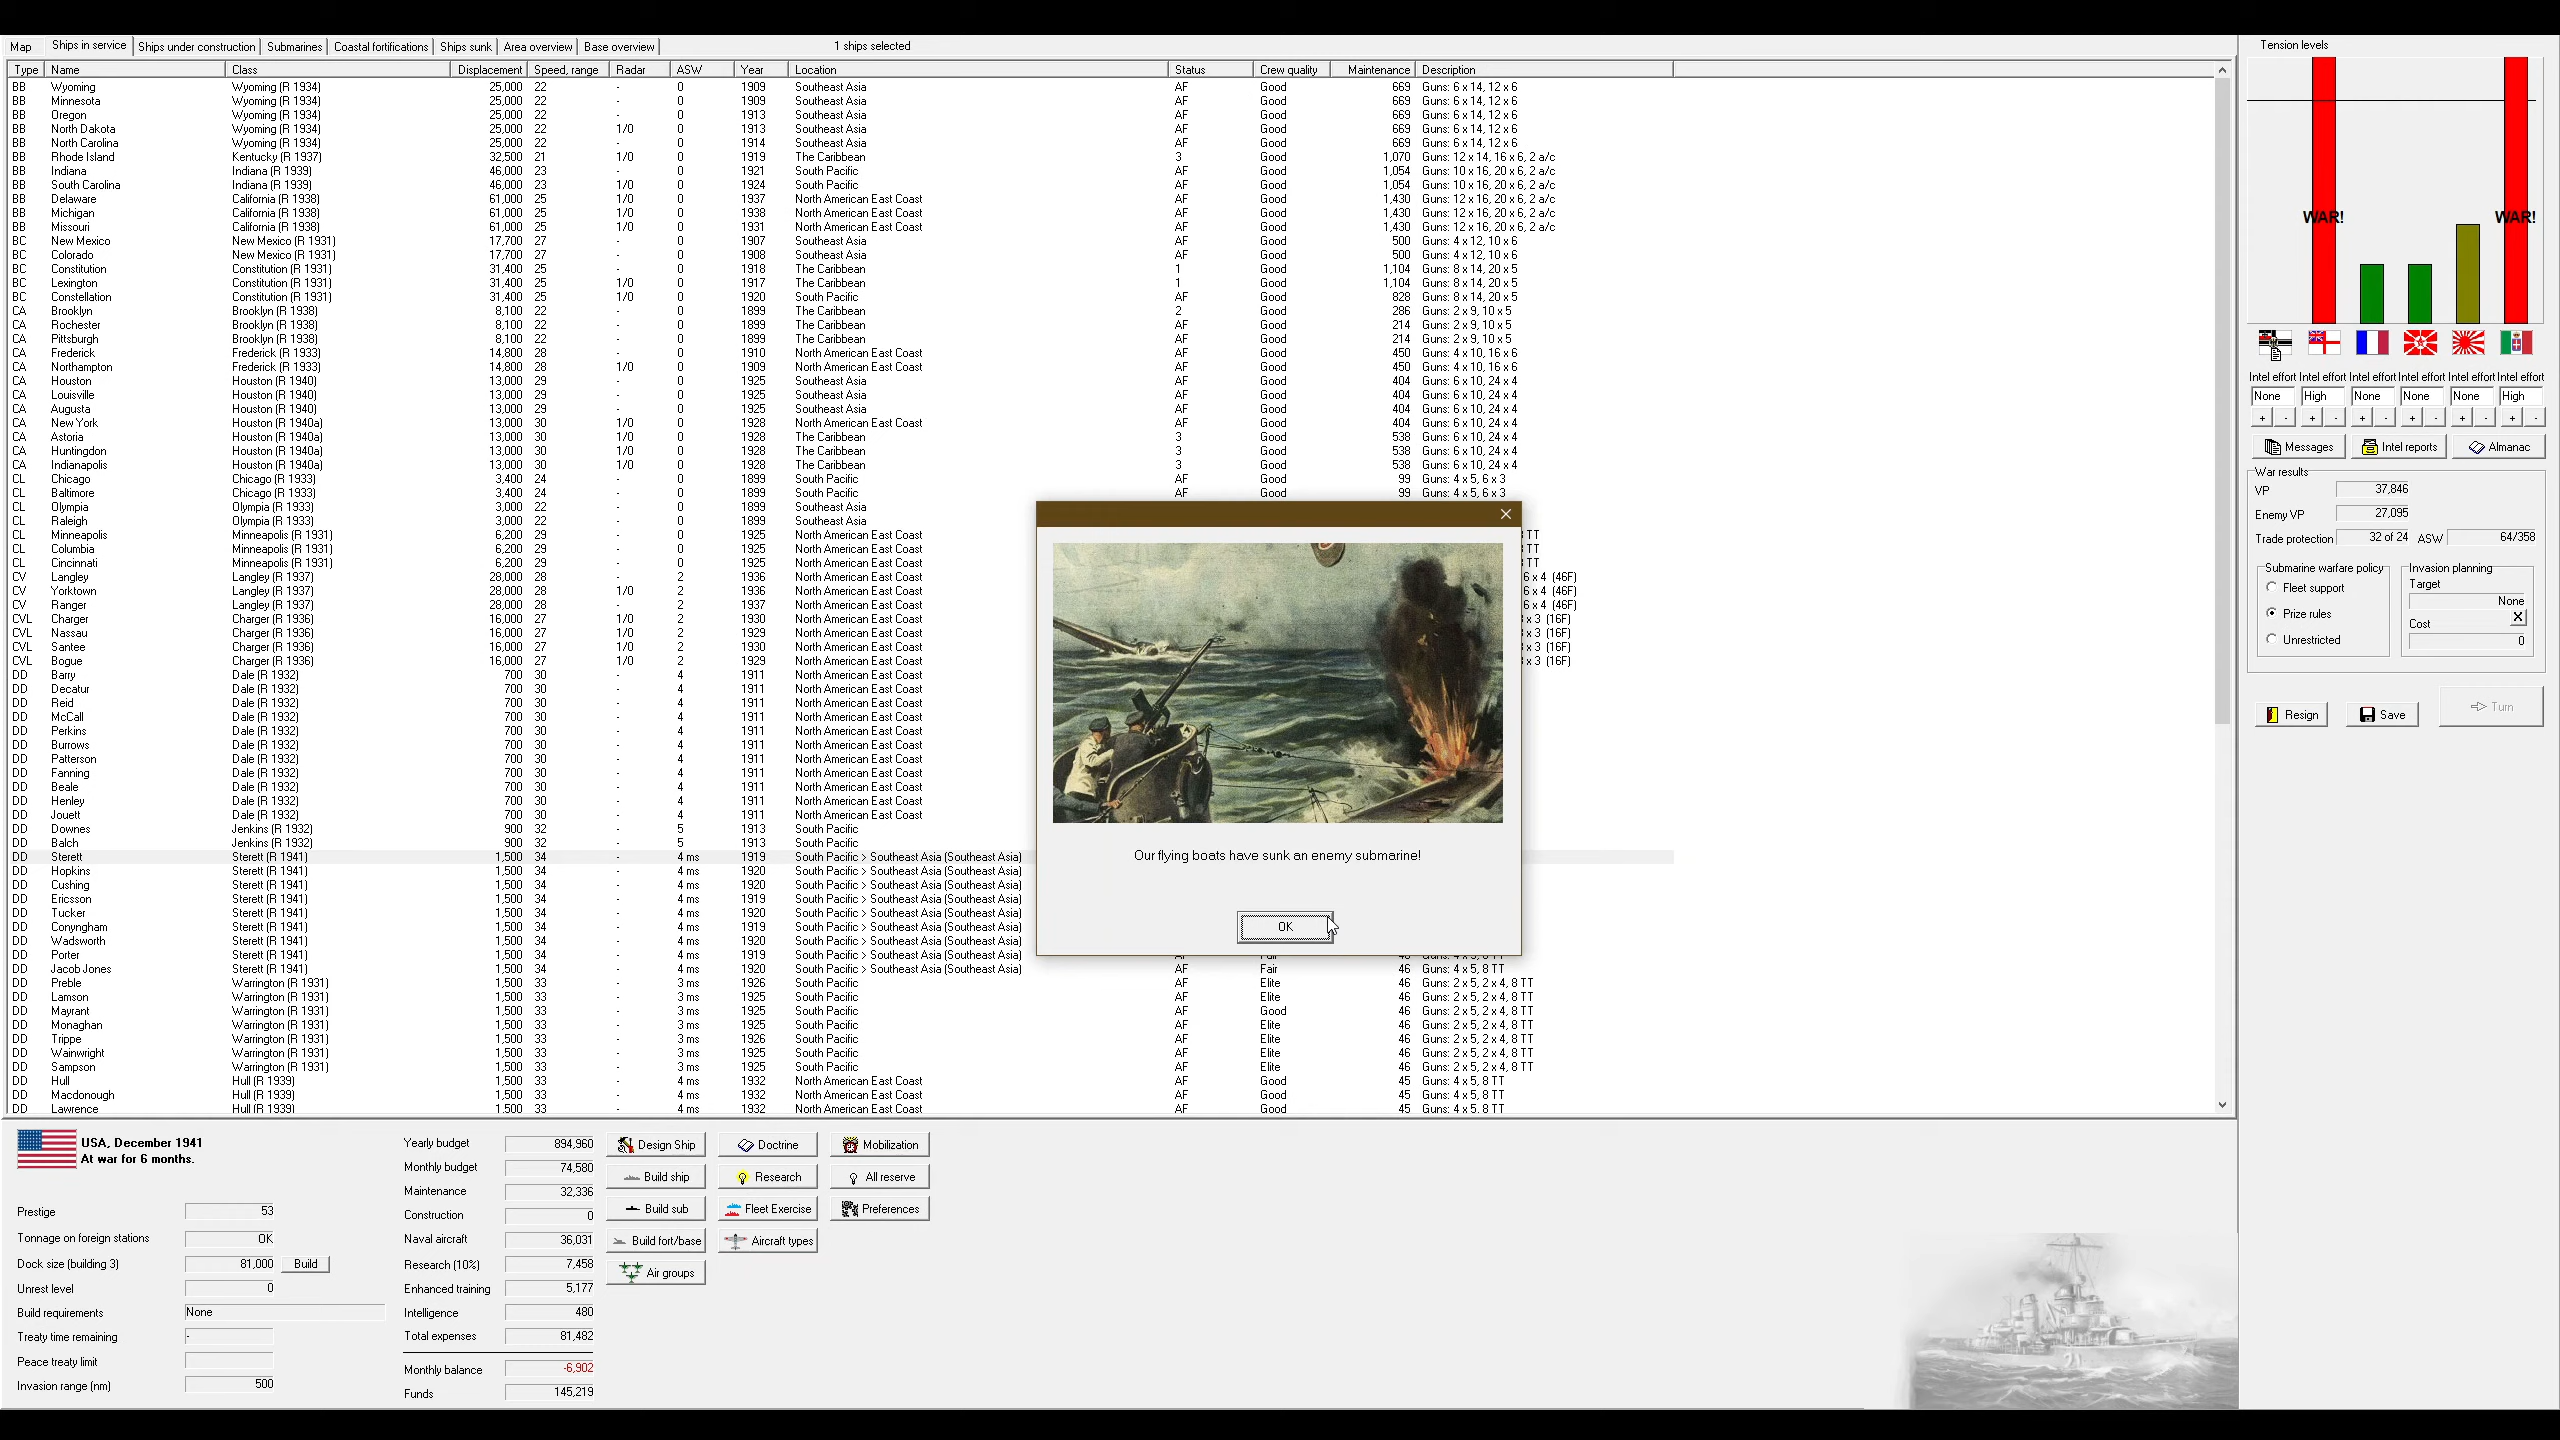 Map Ships in service Ships under construction Submarines Coastal fortifications Ships sunk Area overview Base overview 1 ships selected
Type Name Class Displacement Speed, range Radar ASW Year Location Status Crew quality Maintenance Description
BB Wyoming Wyoming (R 1934) 25,000 22 - 0 1909 Southeast Asia AF Good 669 Guns: 6 x 14, 12 x 6
BB Minnesota Wyoming (R 1934) 25,000 22 - 0 1909 Southeast Asia AF Good 669 Guns: 6 x 14, 12 x 6
BB Oregon Wyoming (R 1934) 25,000 22 - 0 1913 Southeast Asia AF Good 669 Guns: 6 x 14, 12 x 6
BB North Dakota Wyoming (R 1934) 25,000 22 1/0 0 1913 Southeast Asia AF Good 669 Guns: 6 x 14, 12 x 6
BB North Carolina Wyoming (R 1934) 25,000 22 - 0 1914 Southeast Asia AF Good 669 Guns: 6 x 14, 12 x 6
BB Rhode Island Kentucky (R 1937) 32,500 21 1/0 0 1919 The Caribbean 3 Good 1,070 Guns: 12 x 14, 16 x 6, 2 a/c
BB Indiana Indiana (R 1939) 46,000 23 - 0 1921 South Pacific AF Good 1,054 Guns: 10 x 16, 20 x 6, 2 a/c
BB South Carolina Indiana (R 1939) 46,000 23 1/0 0 1924 South Pacific AF Good 1,054 Guns: 10 x 16, 20 x 6, 2 a/c
BB Delaware California (R 1938) 61,000 25 1/0 0 1937 North American East Coast AF Good 1,430 Guns: 12 x 16, 20 x 6, 2 a/c
BB Michigan California (R 1938) 61,000 25 1/0 0 1938 North American East Coast AF Good 1,430 Guns: 12 x 16, 20 x 6, 2 a/c
BB Missouri California (R 1938) 61,000 25 1/0 0 1931 North American East Coast AF Good 1,430 Guns: 12 x 16, 20 x 6, 2 a/c
BC New Mexico New Mexico (R 1931) 17,700 27 - 0 1907 Southeast Asia AF Good 500 Guns: 4 x 12, 10 x 6
BC Colorado New Mexico (R 1931) 17,700 27 - 0 1908 Southeast Asia AF Good 500 Guns: 4 x 12, 10 x 6
BC Constitution Constitution (R 1931) 31,400 25 - 0 1918 The Caribbean 1 Good 1,104 Guns: 8 x 14, 20 x 5
BC Lexington Constitution (R 1931) 31,400 25 1/0 0 1917 The Caribbean 1 Good 1,104 Guns: 8 x 14, 20 x 5
BC Constellation Constitution (R 1931) 31,400 25 1/0 0 1920 South Pacific AF Good 828 Guns: 8 x 14, 20 x 5
CA Brooklyn Brooklyn (R 1938) 8,100 22 - 0 1899 The Caribbean 2 Good 286 Guns: 2 x 9, 10 x 5
CA Rochester Brooklyn (R 1938) 8,100 22 - 0 1899 The Caribbean AF Good 214 Guns: 2 x 9, 10 x 5
CA Pittsburgh Brooklyn (R 1938) 8,100 22 - 0 1899 The Caribbean AF Good 214 Guns: 2 x 9, 10 x 5
CA Frederick Frederick (R 1933) 14,800 28 - 0 1910 North American East Coast AF Good 450 Guns: 4 x 10, 16 x 6
CA Northampton Frederick (R 1933) 14,800 28 1/0 0 1909 North American East Coast AF Good 450 Guns: 4 x 10, 16 x 6
CA Houston Houston (R 1940) 13,000 29 - 0 1925 Southeast Asia AF Good 404 Guns: 6 x 10, 24 x 4
CA Louisville Houston (R 1940) 13,000 29 - 0 1925 Southeast Asia AF Good 404 Guns: 6 x 10, 24 x 4
CA Augusta Houston (R 1940) 13,000 29 - 0 1925 Southeast Asia AF Good 404 Guns: 6 x 10, 24 x 4
CA New York Houston (R 1940a) 13,000 30 1/0 0 1928 North American East Coast AF Good 404 Guns: 6 x 10, 24 x 4
CA Astoria Houston (R 1940a) 13,000 30 1/0 0 1928 The Caribbean 3 Good 538 Guns: 6 x 10, 24 x 4
CA Huntingdon Houston (R 1940a) 13,000 30 1/0 0 1928 The Caribbean 3 Good 538 Guns: 6 x 10, 24 x 4
CA Indianapolis Houston (R 1940a) 13,000 30 1/0 0 1928 The Caribbean 3 Good 538 Guns: 6 x 10, 24 x 4
CL Chicago Chicago (R 1933) 3,400 24 - 0 1899 South Pacific AF Good 99 Guns: 4 x 5, 6 x 3
CL Baltimore Chicago (R 1933) 3,400 24 - 0 1899 South Pacific AF Good 99 Guns: 4 x 5, 6 x 3
CL Olympia Olympia (R 1933) 3,000 22 - 0 1899 Southeast Asia
CL Raleigh Olympia (R 1933) 3,000 22 - 0 1899 Southeast Asia
CL Minneapolis Minneapolis (R 1931) 6,200 29 - 0 1925 North American East Coast TT
CL Columbia Minneapolis (R 1931) 6,200 29 - 0 1925 North American East Coast TT
CL Cincinnati Minneapolis (R 1931) 6,200 29 - 0 1925 North American East Coast TT
CV Langley Langley (R 1937) 28,000 28 - 2 1936 North American East Coast 6 x 4 (46F)
CV Yorktown Langley (R 1937) 28,000 28 1/0 2 1936 North American East Coast 6 x 4 (46F)
CV Ranger Langley (R 1937) 28,000 28 - 2 1937 North American East Coast 6 x 4 (46F)
CVL Charger Charger (R 1936) 16,000 27 1/0 2 1930 North American East Coast x 3 (16F)
CVL Nassau Charger (R 1936) 16,000 27 1/0 2 1929 North American East Coast x 3 (16F)
CVL Santee Charger (R 1936) 16,000 27 1/0 2 1930 North American East Coast x 3 (16F)
CVL Bogue Charger (R 1936) 16,000 27 1/0 2 1929 North American East Coast x 3 (16F)
DD Barry Dale (R 1932) 700 30 - 4 1911 North American East Coast
DD Decatur Dale (R 1932) 700 30 - 4 1911 North American East Coast
DD Reid Dale (R 1932) 700 30 - 4 1911 North American East Coast
DD McCall Dale (R 1932) 700 30 - 4 1911 North American East Coast
DD Perkins Dale (R 1932) 700 30 - 4 1911 North American East Coast
DD Burrows Dale (R 1932) 700 30 - 4 1911 North American East Coast
DD Patterson Dale (R 1932) 700 30 - 4 1911 North American East Coast
DD Fanning Dale (R 1932) 700 30 - 4 1911 North American East Coast
DD Beale Dale (R 1932) 700 30 - 4 1911 North American East Coast
DD Henley Dale (R 1932) 700 30 - 4 1911 North American East Coast
DD Jouett Dale (R 1932) 700 30 - 4 1911 North American East Coast
DD Downes Jenkins (R 1932) 900 32 - 5 1913 South Pacific
DD Balch Jenkins (R 1932) 900 32 - 5 1913 South Pacific
DD Sterett Sterett (R 1941) 1,500 34 - 4 ms 1919 South Pacific > Southeast Asia (Southeast Asia)
DD Hopkins Sterett (R 1941) 1,500 34 - 4 ms 1920 South Pacific > Southeast Asia (Southeast Asia)
DD Cushing Sterett (R 1941) 1,500 34 - 4 ms 1920 South Pacific > Southeast Asia (Southeast Asia)
DD Ericsson Sterett (R 1941) 1,500 34 - 4 ms 1919 South Pacific > Southeast Asia (Southeast Asia)
DD Tucker Sterett (R 1941) 1,500 34 - 4 ms 1920 South Pacific > Southeast Asia (Southeast Asia)
DD Conyngham Sterett (R 1941) 1,500 34 - 4 ms 1919 South Pacific > Southeast Asia (Southeast Asia)
DD Wadsworth Sterett (R 1941) 1,500 34 - 4 ms 1920 South Pacific > Southeast Asia (Southeast Asia)
DD Porter Sterett (R 1941) 1,500 34 - 4 ms 1919 South Pacific > Southeast Asia (Southeast Asia)
DD Jacob Jones Sterett (R 1941) 1,500 34 - 4 ms 1920 South Pacific > Southeast Asia (Southeast Asia) AF Fair 46 Guns: 4 x 5, 8 TT
DD Preble Warrington (R 1931) 1,500 33 - 3 ms 1926 South Pacific AF Elite 46 Guns: 2 x 5, 2 x 4, 8 TT
DD Lamson Warrington (R 1931) 1,500 33 - 3 ms 1925 South Pacific AF Elite 46 Guns: 2 x 5, 2 x 4, 8 TT
DD Mayrant Warrington (R 1931) 1,500 33 - 3 ms 1925 South Pacific AF Good 46 Guns: 2 x 5, 2 x 4, 8 TT
DD Monaghan Warrington (R 1931) 1,500 33 - 3 ms 1925 South Pacific AF Elite 46 Guns: 2 x 5, 2 x 4, 8 TT
DD Trippe Warrington (R 1931) 1,500 33 - 3 ms 1926 South Pacific AF Elite 46 Guns: 2 x 5, 2 x 4, 8 TT
DD Wainwright Warrington (R 1931) 1,500 33 - 3 ms 1925 South Pacific AF Elite 46 Guns: 2 x 5, 2 x 4, 8 TT
DD Sampson Warrington (R 1931) 1,500 33 - 3 ms 1925 South Pacific AF Elite 46 Guns: 2 x 5, 2 x 4, 8 TT
DD Hull Hull (R 1939) 1,500 33 - 4 ms 1932 North American East Coast AF Good 45 Guns: 4 x 5, 8 TT
DD Macdonough Hull (R 1939) 1,500 33 - 4 ms 1932 North American East Coast AF Good 45 Guns: 4 x 5, 8 TT
DD Lawrence Hull (R 1939) 1,500 33 - 4 ms 1932 North American East Coast AF Good 45 Guns: 4 x 5, 8 TT
Our flying boats have sunk an enemy submarine!
OK
Tension levels
WAR! WAR!
Intel effort Intel effort Intel effort Intel effort Intel effort Intel effort
None High None None None High
+ - + - + - + - + - + -
Messages Intel reports Almanac
War results
VP 37,846
Enemy VP 27,095
Trade protection 32 of 24 ASW 64/358
Submarine warfare policy
Fleet support
Prize rules
Unrestricted
Invasion planning
Target
None
X
Cost
0
Resign Save Turn
USA, December 1941
At war for 6 months.
Prestige 53
Tonnage on foreign stations OK
Dock size (building 3) 81,000 Build
Unrest level 0
Build requirements None
Treaty time remaining -
Peace treaty limit
Invasion range (nm) 500
Yearly budget 894,960
Monthly budget 74,580
Maintenance 32,336
Construction 0
Naval aircraft 36,031
Research (10%) 7,458
Enhanced training 5,177
Intelligence 480
Total expenses 81,482
Monthly balance -6,902
Funds 145,219
Design Ship Doctrine Mobilization
Build ship Research All reserve
Build sub Fleet Exercise Preferences
Build fort/base Aircraft types
Air groups